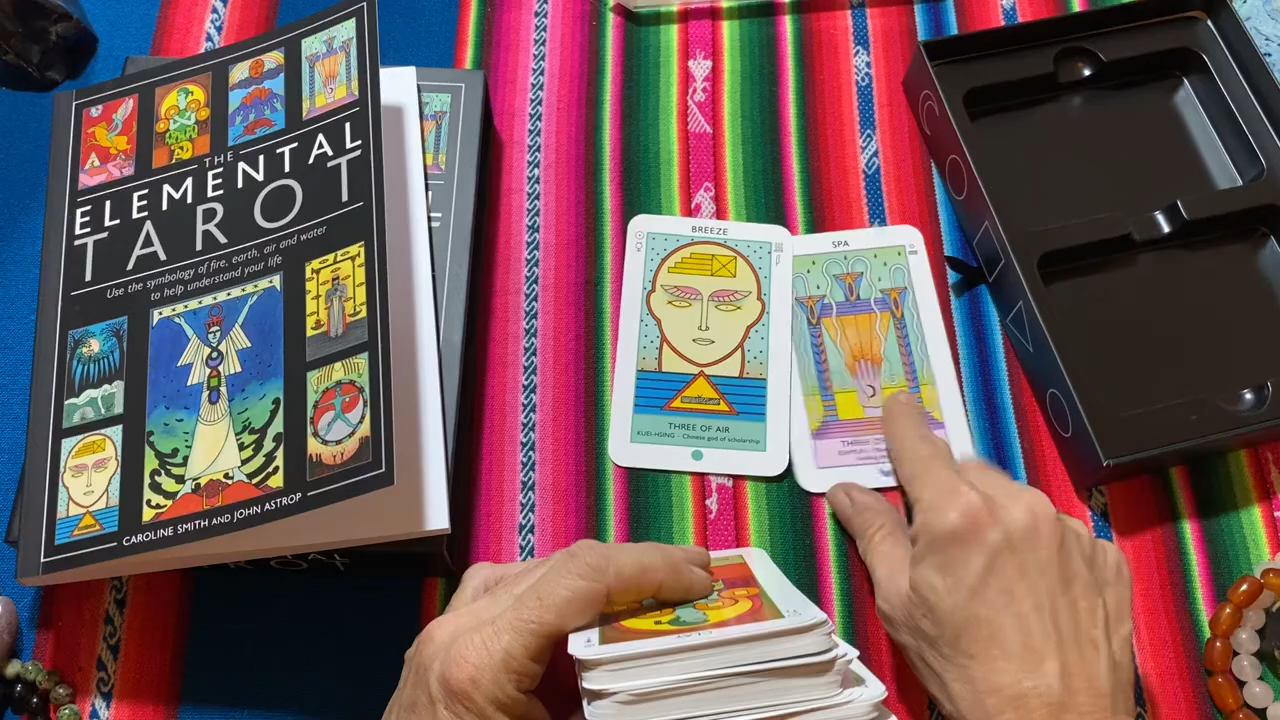 THE
ELEMENTAL
TAROT
Use the symbology of fire, earth, air and water
to help understand your life
CAROLINE SMITH AND JOHN ASTROP
BREEZE
THREE OF AIR
KUEI-HSING - Chinese god of scholarship
SPA
CLAY